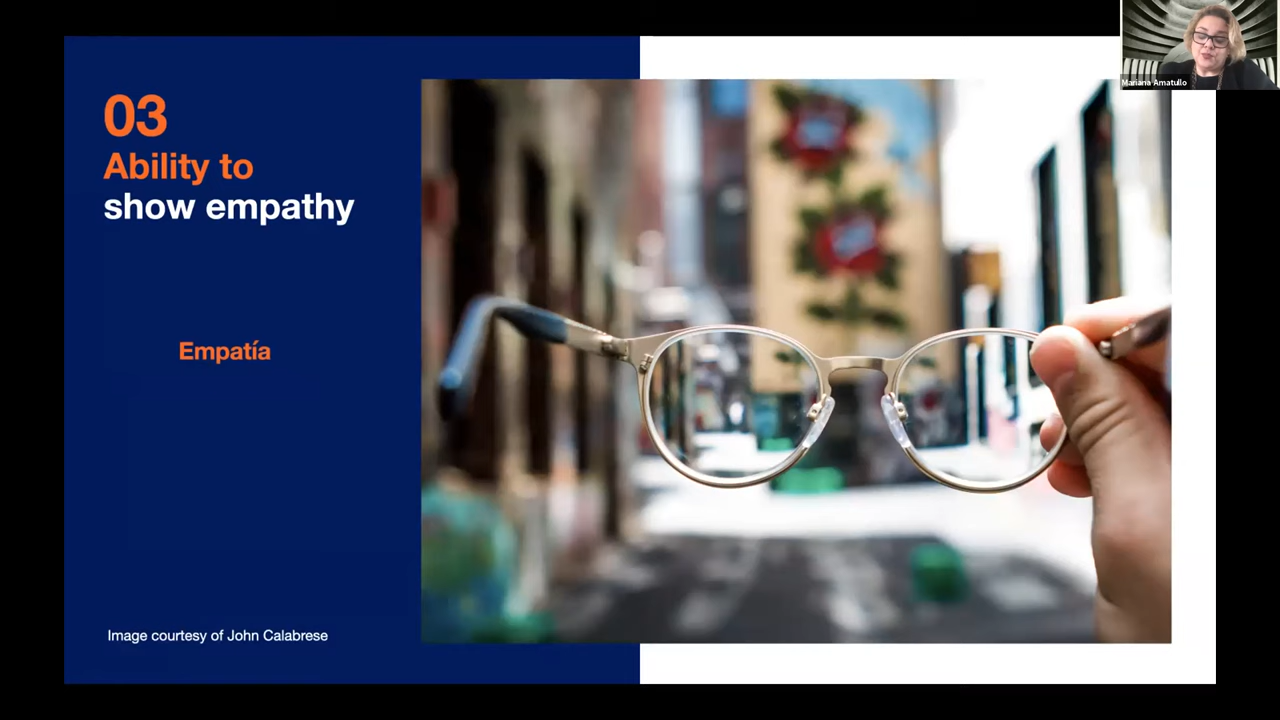 03
Ability to
show empathy
Empatía
Image courtesy of John Calabrese
Mariana Amatullo